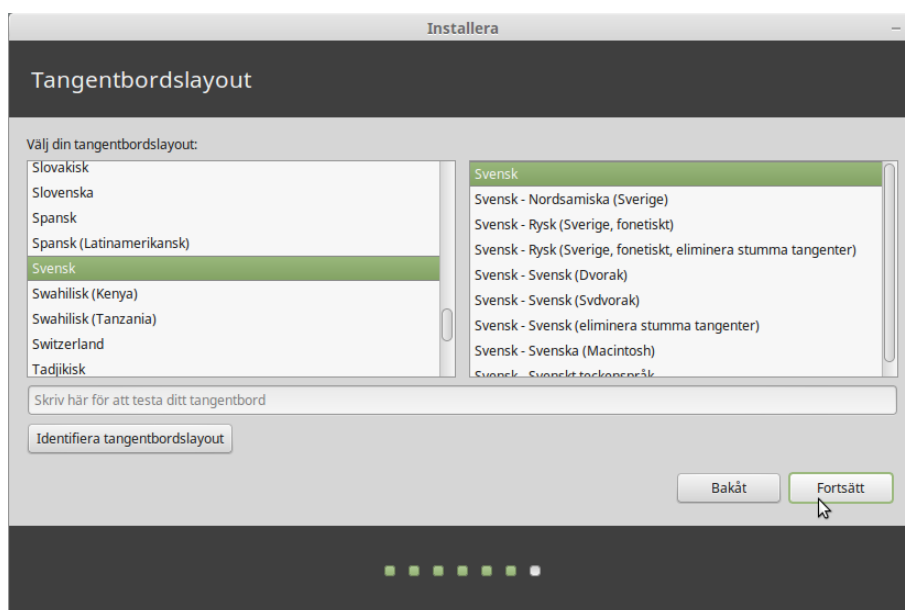 Installera
Tangentbordslayout
Välj din tangentbordslayout:
Slovakisk
Slovenska
Spansk
Spansk (Latinamerikansk)
Svensk
Swahilisk (Kenya)
Swahilisk (Tanzania)
Switzerland
Tadjikisk
Svensk
Svensk - Nordsamiska (Sverige)
Svensk - Rysk (Sverige, fonetiskt)
Svensk - Rysk (Sverige, fonetiskt, eliminera stumma tangenter)
Svensk - Svensk (Dvorak)
Svensk - Svensk (Svdvorak)
Svensk - Svensk (eliminera stumma tangenter)
Svensk - Svenska (Macintosh)
Svensk - Svenskt teckenspråk
Skriv här för att testa ditt tangentbord
Identifiera tangentbordslayout
Bakåt
Fortsätt